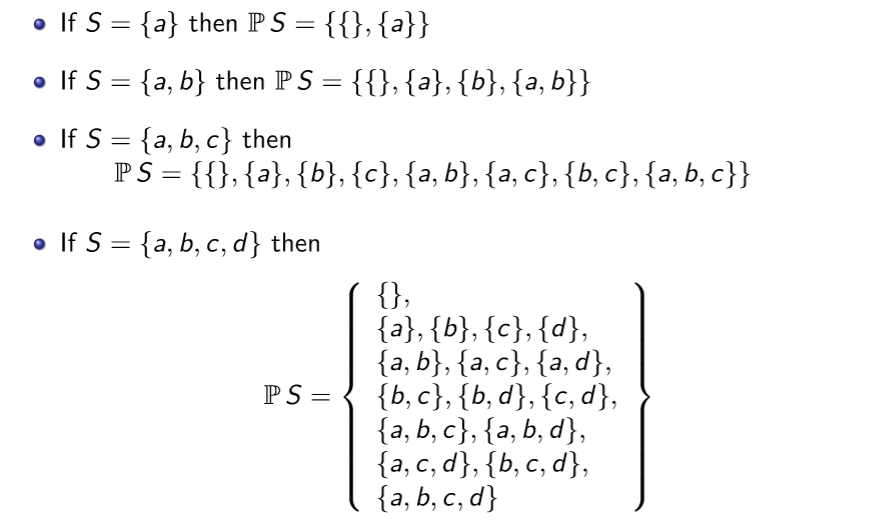 • If S = {a} then ℙ S = {{}, {a}}
• If S = {a, b} then ℙ S = {{}, {a}, {b}, {a, b}}
• If S = {a, b, c} then
ℙ S = {{}, {a}, {b}, {c}, {a, b}, {a, c}, {b, c}, {a, b, c}}
• If S = {a, b, c, d} then
{},
{a}, {b}, {c}, {d},
{a, b}, {a, c}, {a, d},
ℙ S = { {b, c}, {b, d}, {c, d}, }
{a, b, c}, {a, b, d},
{a, c, d}, {b, c, d},
{a, b, c, d}